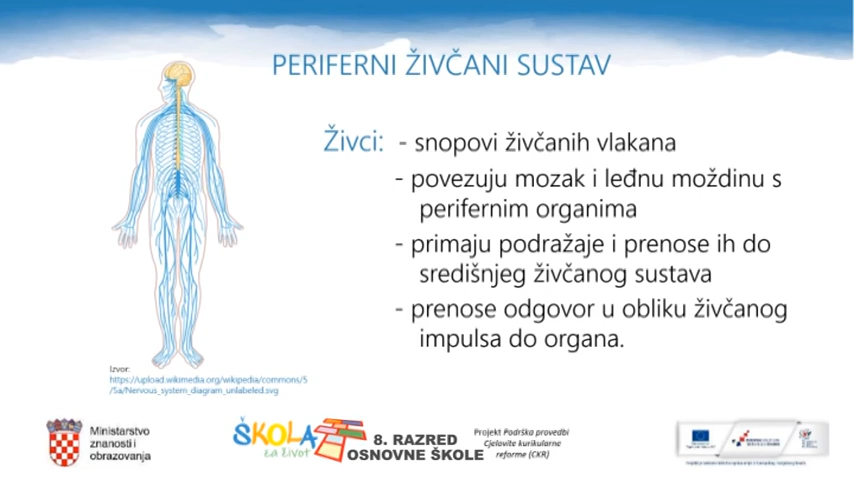 PERIFERNI ŽIVČANI SUSTAV
Živci: - snopovi živčanih vlakana
- povezuju mozak i leđnu moždinu s
perifernim organima
- primaju podražaje i prenose ih do
središnjeg živčanog sustava
- prenose odgovor u obliku živčanog
impulsa do organa.
Izvor:
https://upload.wikimedia.org/wikipedia/commons/5
/5a/Nervous_system_diagram_unlabeled.svg
Ministarstvo
znanosti i
obrazovanja
ŠKOLA
za život
8. RAZRED
OSNOVNE ŠKOLE
Projekt Podrška provedbi
Cjelovite kurikularne
reforme (CKR)